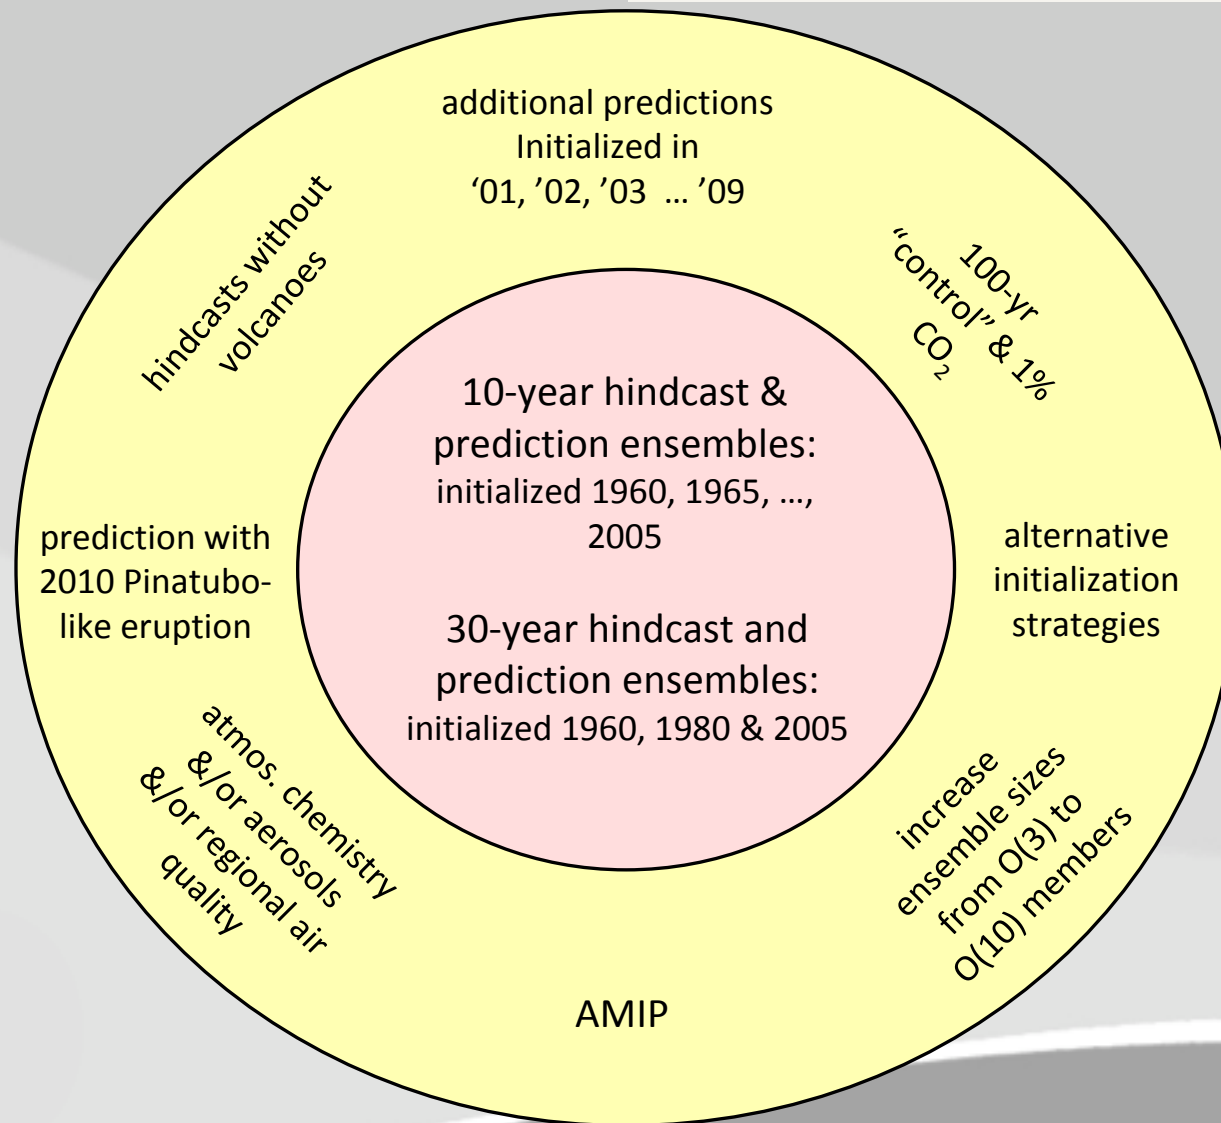 additional predictions
Initialized in
‘01, ’02, ’03 … ’09
hindcasts without
volcanoes
100-yr
“control” & 1%
CO₂
10-year hindcast &
prediction ensembles:
initialized 1960, 1965, …,
2005
30-year hindcast and
prediction ensembles:
initialized 1960, 1980 & 2005
prediction with
2010 Pinatubo-
like eruption
alternative
initialization
strategies
atmos. chemistry
&/or aerosols
&/or regional air
quality
increase
ensemble sizes
from O(3) to
O(10) members
AMIP